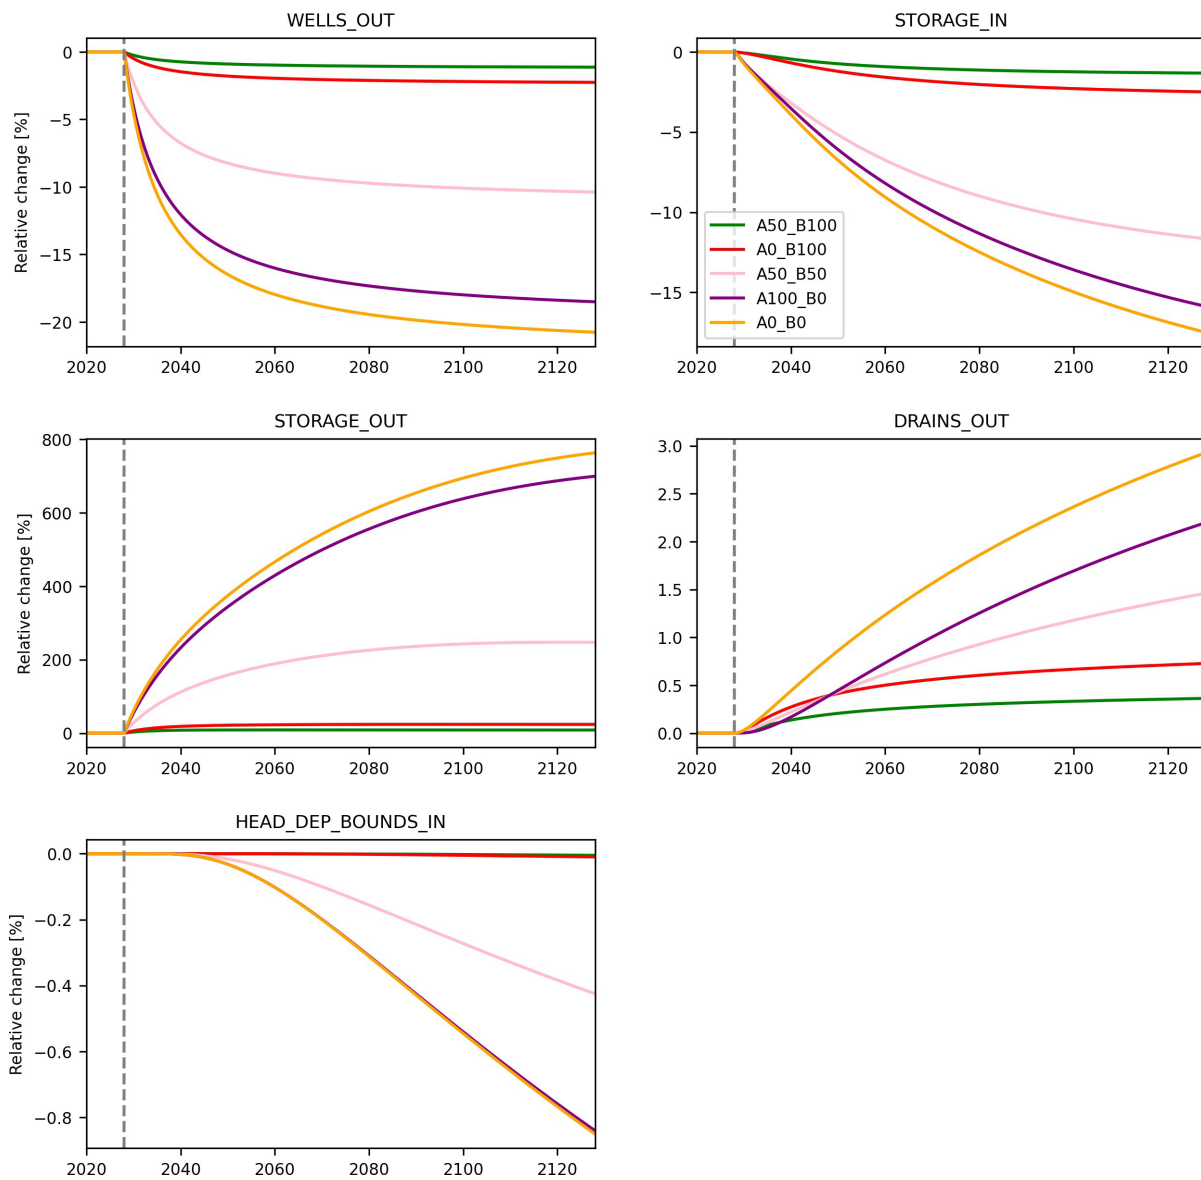 WELLS_OUT
Relative change [%]
0
−5
−10
−15
−20
2020 2040 2060 2080 2100 2120
STORAGE_IN
0
−5
−10
−15
A50_B100
A0_B100
A50_B50
A100_B0
A0_B0
2020 2040 2060 2080 2100 2120
STORAGE_OUT
Relative change [%]
800
600
400
200
0
2020 2040 2060 2080 2100 2120
DRAINS_OUT
3.0
2.5
2.0
1.5
1.0
0.5
0.0
2020 2040 2060 2080 2100 2120
HEAD_DEP_BOUNDS_IN
Relative change [%]
0.0
−0.2
−0.4
−0.6
−0.8
2020 2040 2060 2080 2100 2120